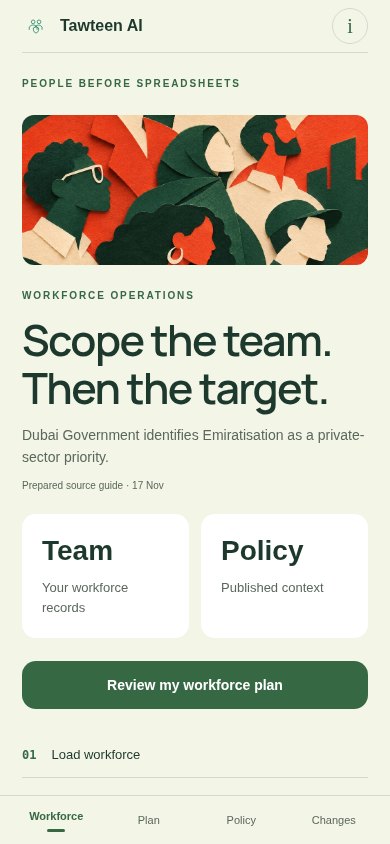 Tawteen AI
i
PEOPLE BEFORE SPREADSHEETS
WORKFORCE OPERATIONS
Scope the team.
Then the target.
Dubai Government identifies Emiratisation as a private-
sector priority.
Prepared source guide · 17 Nov
Team
Your workforce
records
Policy
Published context
Review my workforce plan
01 Load workforce
Workforce
Plan
Policy
Changes